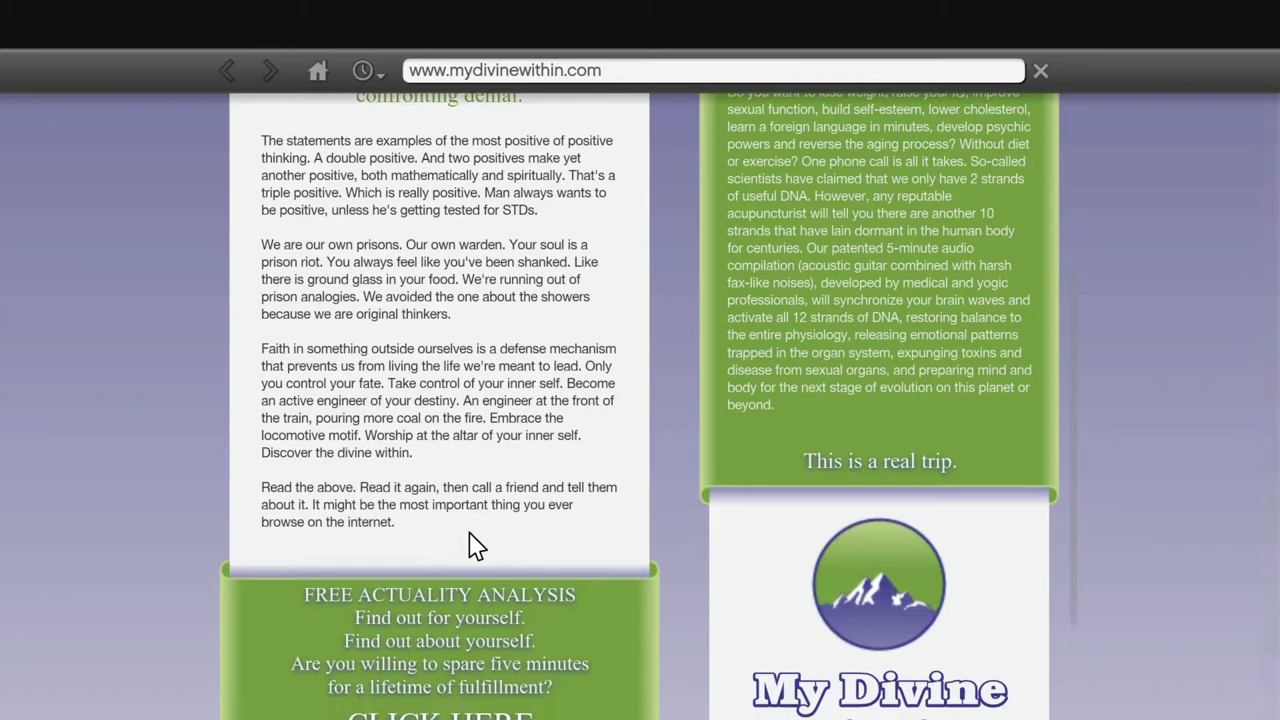 www.mydivinewithin.com
confronting denial.
The statements are examples of the most positive of positive
thinking. A double positive. And two positives make yet
another positive, both mathematically and spiritually. That's a
triple positive. Which is really positive. Man always wants to
be positive, unless he's getting tested for STDs.
We are our own prisons. Our own warden. Your soul is a
prison riot. You always feel like you've been shanked. Like
there is ground glass in your food. We're running out of
prison analogies. We avoided the one about the showers
because we are original thinkers.
Faith in something outside ourselves is a defense mechanism
that prevents us from living the life we're meant to lead. Only
you control your fate. Take control of your inner self. Become
an active engineer of your destiny. An engineer at the front of
the train, pouring more coal on the fire. Embrace the
locomotive motif. Worship at the altar of your inner self.
Discover the divine within.
Read the above. Read it again, then call a friend and tell them
about it. It might be the most important thing you ever
browse on the internet.
FREE ACTUALITY ANALYSIS
Find out for yourself.
Find out about yourself.
Are you willing to spare five minutes
for a lifetime of fulfillment?
CLICK HERE
Do you want to lose weight, raise your IQ, improve
sexual function, build self-esteem, lower cholesterol,
learn a foreign language in minutes, develop psychic
powers and reverse the aging process? Without diet
or exercise? One phone call is all it takes. So-called
scientists have claimed that we only have 2 strands
of useful DNA. However, any reputable
acupuncturist will tell you there are another 10
strands that have lain dormant in the human body
for centuries. Our patented 5-minute audio
compilation (acoustic guitar combined with harsh
fax-like noises), developed by medical and yogic
professionals, will synchronize your brain waves and
activate all 12 strands of DNA, restoring balance to
the entire physiology, releasing emotional patterns
trapped in the organ system, expunging toxins and
disease from sexual organs, and preparing mind and
body for the next stage of evolution on this planet or
beyond.
This is a real trip.
My Divine